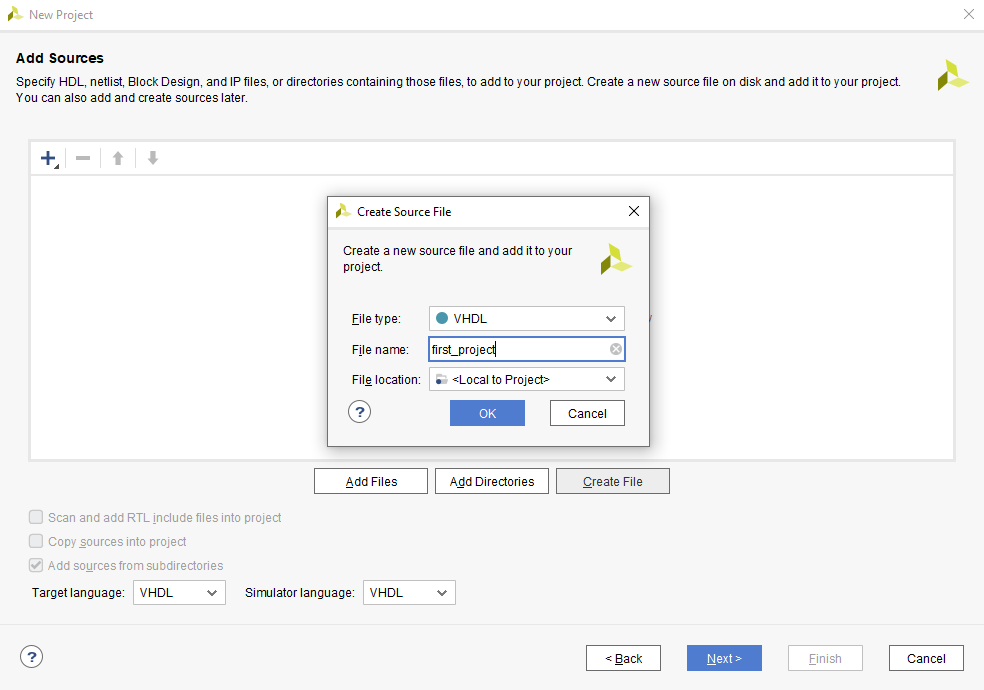 New Project
Add Sources
Specify HDL, netlist, Block Design, and IP files, or directories containing those files, to add to your project. Create a new source file on disk and add it to your project.
You can also add and create sources later.
Create Source File
Create a new source file and add it to your
project.
File type: VHDL
File name: first_project
File location: <Local to Project>
? OK Cancel
Add Files Add Directories Create File
Scan and add RTL include files into project
Copy sources into project
Add sources from subdirectories
Target language: VHDL Simulator language: VHDL
? < Back Next > Finish Cancel